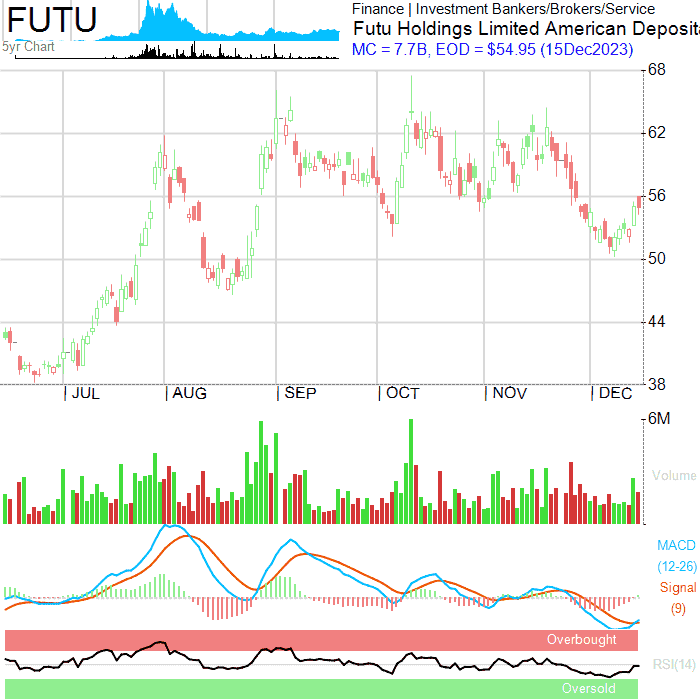 FUTU
5yr Chart
Finance | Investment Bankers/Brokers/Service
Futu Holdings Limited American Deposit
MC = 7.7B, EOD = $54.95 (15Dec2023)
68
62
56
50
44
38
| JUL | AUG | SEP | OCT | NOV | DEC
6M
Volume
MACD
(12-26)
Signal
(9)
Overbought
RSI(14)
Oversold